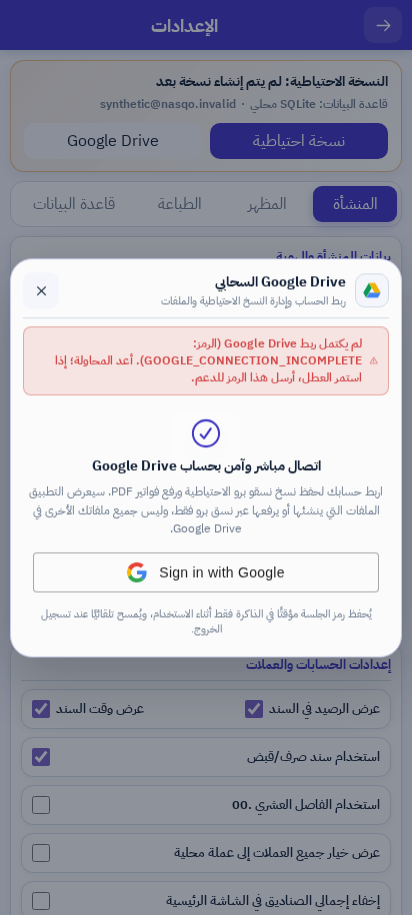 الإعدادات
النسخة الاحتياطية: لم يتم إنشاء نسخة بعد
قاعدة البيانات: SQLite محلي · synthetic@nasqo.invalid
نسخة احتياطية
Google Drive
المنشأة
المظهر
الطباعة
قاعدة البيانات
Google Drive السحابي
ربط الحساب وإدارة النسخ الاحتياطية والملفات
لم يكتمل ربط Google Drive (الرمز:
GOOGLE_CONNECTION_INCOMPLETE). أعد المحاولة؛ إذا
استمر العطل، أرسل هذا الرمز للدعم.
اتصال مباشر وآمن بحساب Google Drive
اربط حسابك لحفظ نسخ نسقو برو الاحتياطية ورفع فواتير PDF. سيعرض التطبيق
الملفات التي ينشئها أو يرفعها عبر نسق برو فقط، وليس جميع ملفاتك الأخرى في
Google Drive.
Sign in with Google
يُحفظ رمز الجلسة مؤقتًا في الذاكرة فقط أثناء الاستخدام، ويُمسح تلقائيًا عند تسجيل
الخروج.
إعدادات الحسابات والعملات
عرض الرصيد في السند
عرض وقت السند
استخدام سند صرف/قبض
استخدام الفاصل العشري .00
عرض خيار جميع العملات إلى عملة محلية
إخفاء إجمالي الصناديق في الشاشة الرئيسية